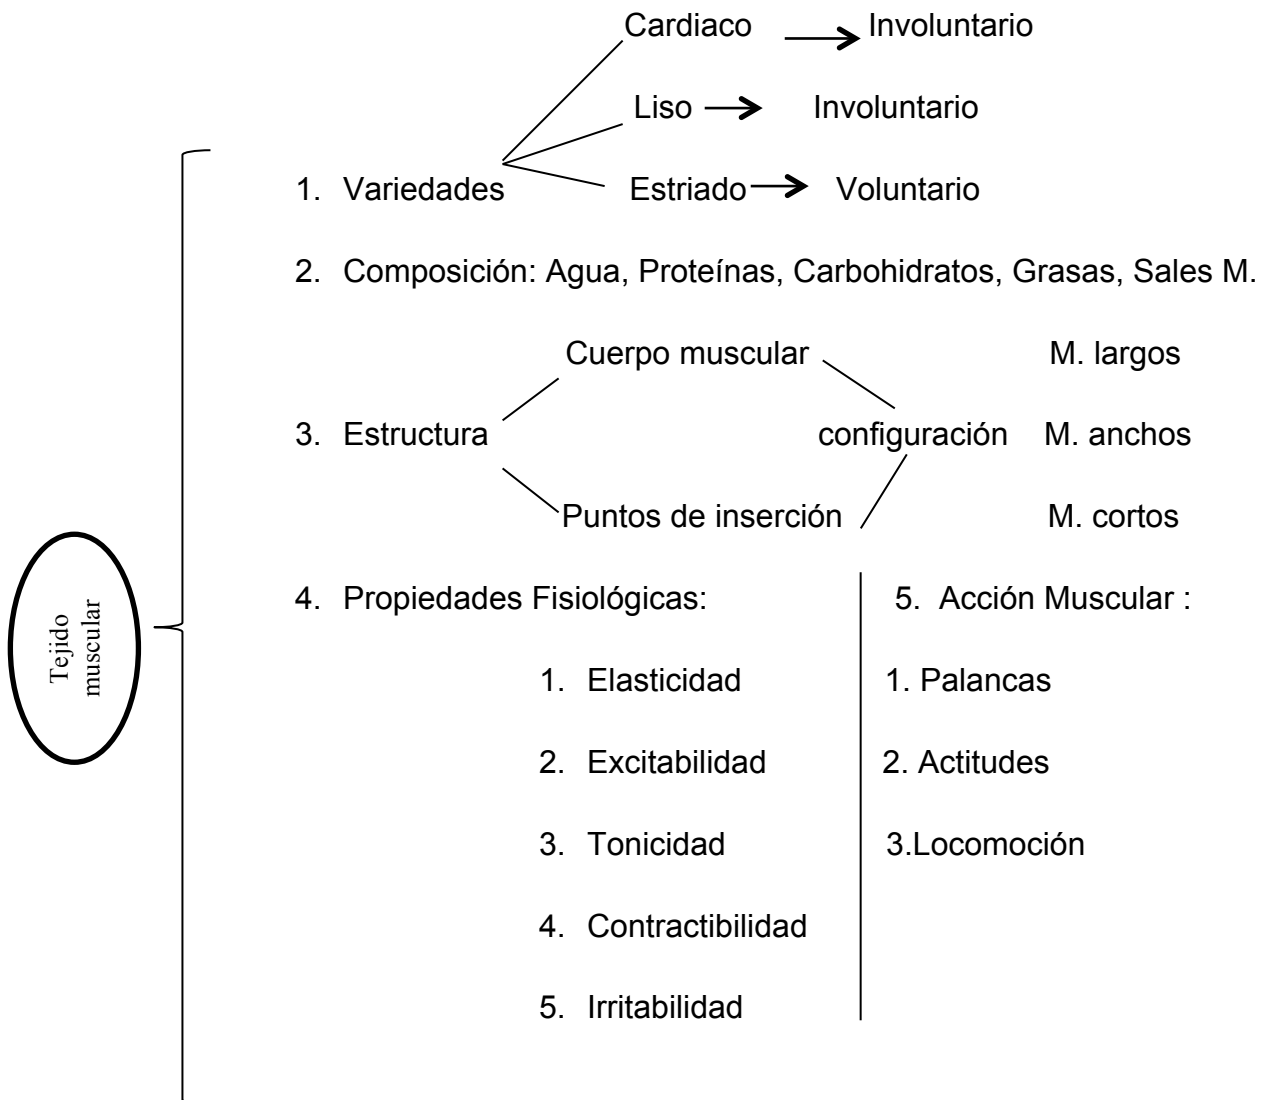 Cardiaco Involuntario
Liso Involuntario
1. Variedades Estriado Voluntario
2. Composición: Agua, Proteínas, Carbohidratos, Grasas, Sales M.
Cuerpo muscular M. largos
3. Estructura configuración M. anchos
Puntos de inserción M. cortos
Tejido
muscular
4. Propiedades Fisiológicas:
1. Elasticidad
2. Excitabilidad
3. Tonicidad
4. Contractibilidad
5. Irritabilidad
5. Acción Muscular :
1. Palancas
2. Actitudes
3.Locomoción